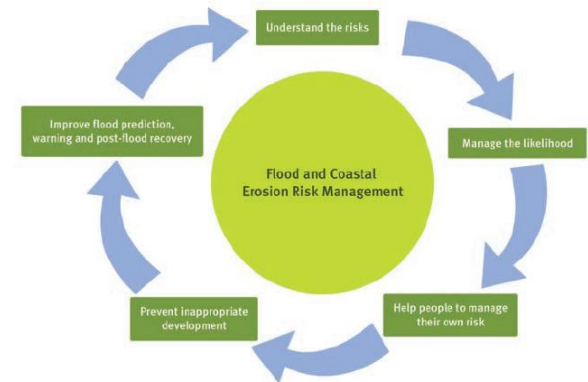 Understand the risks
Improve flood prediction,
warning and post-flood recovery
Manage the likelihood
Flood and Coastal
Erosion Risk Management
Prevent inappropriate
development
Help people to manage
their own risk